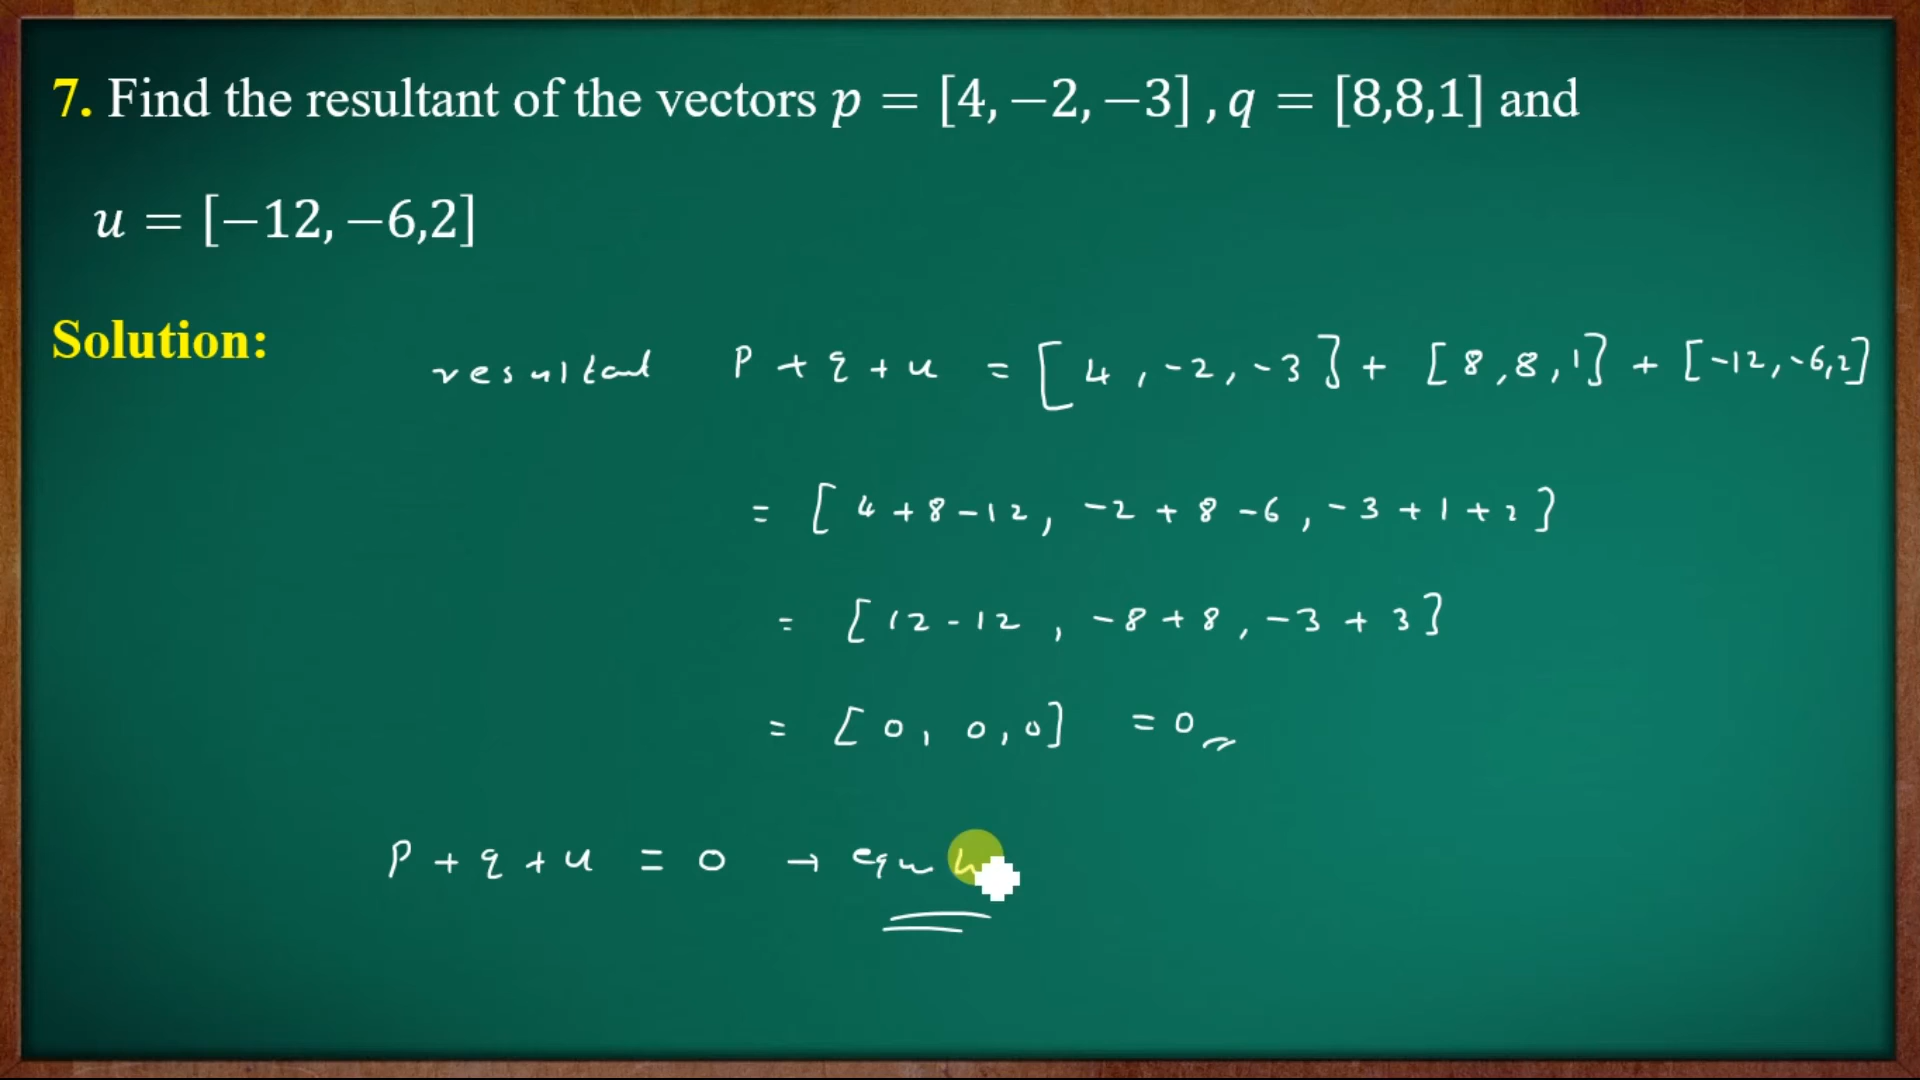 7. Find the resultant of the vectors p = [4, −2, −3] , q = [8,8,1] and
u = [−12, −6,2]
Solution:
resultant P + q + u = [ 4 , -2 , -3 ] + [ 8 , 8 , 1 ] + [ -12 , -6 , 2 ]
= [ 4 + 8 - 12 , -2 + 8 - 6 , -3 + 1 + 2 ]
= [ 12 - 12 , -8 + 8 , -3 + 3 ]
= [ 0 , 0 , 0 ] = 0
P + q + u = 0 →